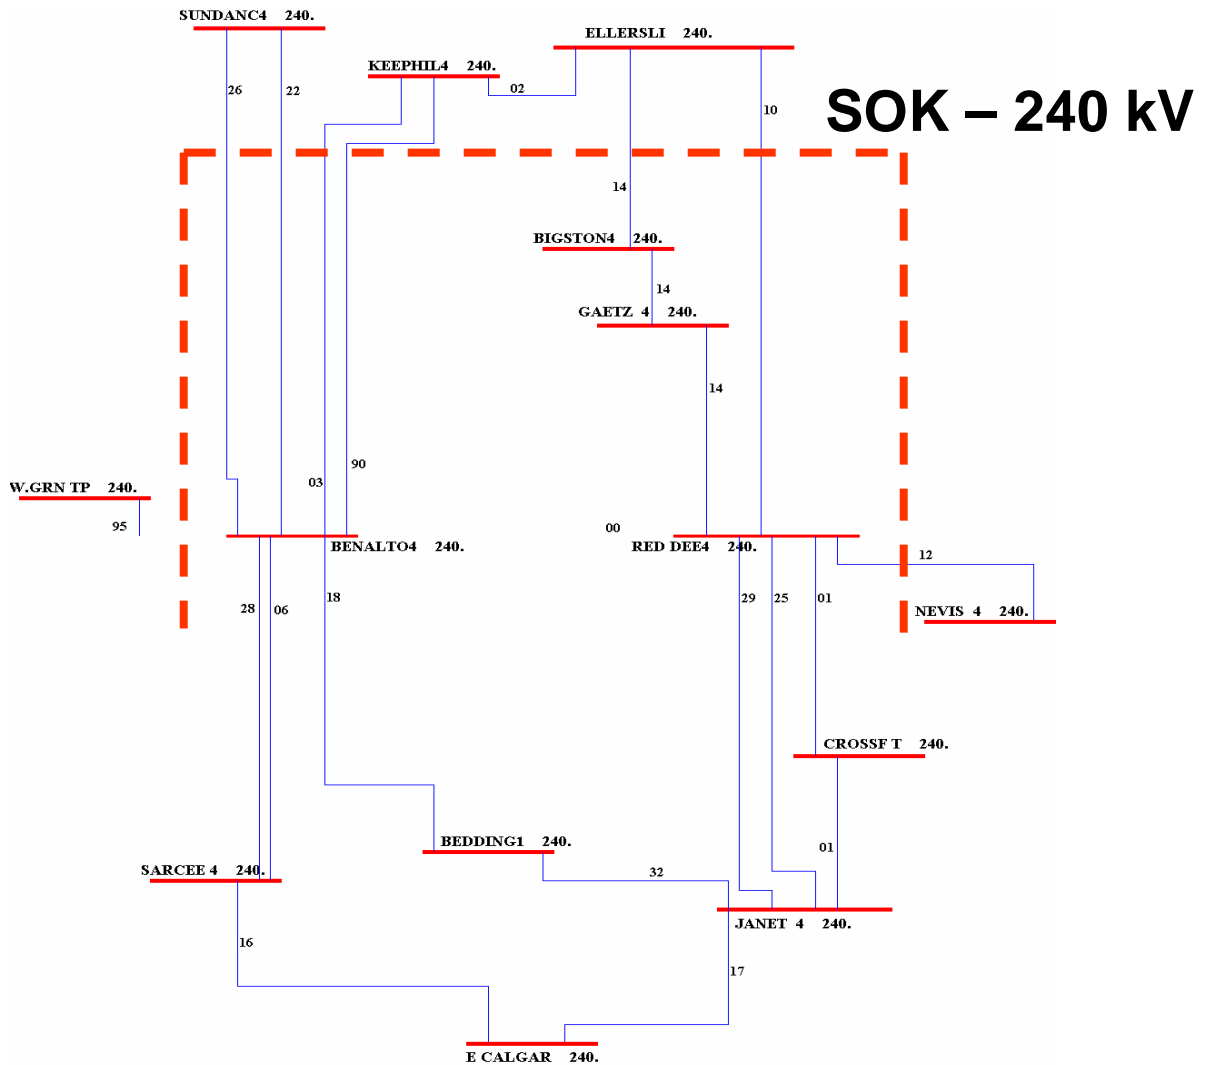 SUNDANC4 240.
ELLERSLI 240.
KEEPHIL4 240.
02
26
22
10
SOK – 240 kV
14
BIGSTON4 240.
14
GAETZ 4 240.
14
90
03
W.GRN TP 240.
95
00
BENALTO4 240.
RED DEE4 240.
12
28
06
18
29
25
01
NEVIS 4 240.
CROSSF T 240.
BEDDING1 240.
01
SARCEE 4 240.
32
JANET 4 240.
16
17
E CALGAR 240.